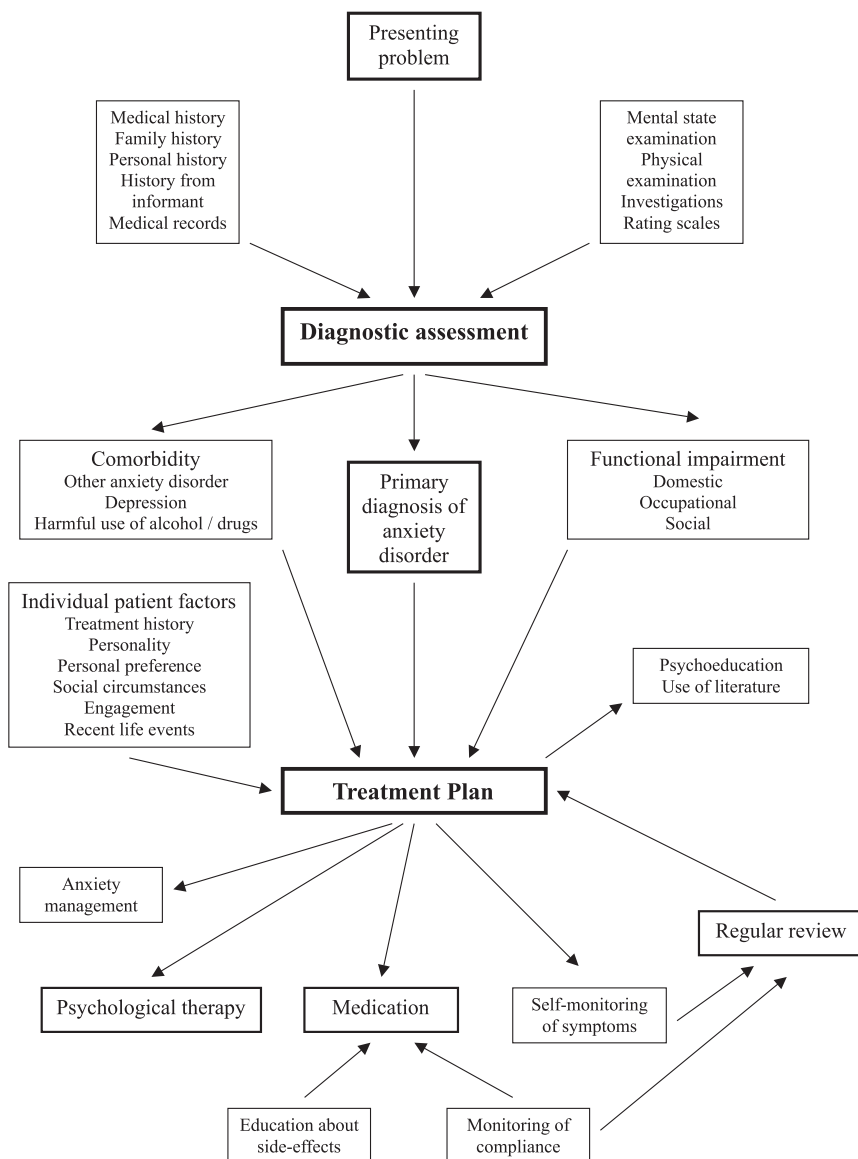 Presenting
problem
Medical history
Family history
Personal history
History from
informant
Medical records
Mental state
examination
Physical
examination
Investigations
Rating scales
Diagnostic assessment
Comorbidity
Other anxiety disorder
Depression
Harmful use of alcohol / drugs
Primary
diagnosis of
anxiety
disorder
Functional impairment
Domestic
Occupational
Social
Individual patient factors
Treatment history
Personality
Personal preference
Social circumstances
Engagement
Recent life events
Psychoeducation
Use of literature
Treatment Plan
Anxiety
management
Regular review
Psychological therapy
Medication
Self-monitoring
of symptoms
Education about
side-effects
Monitoring of
compliance